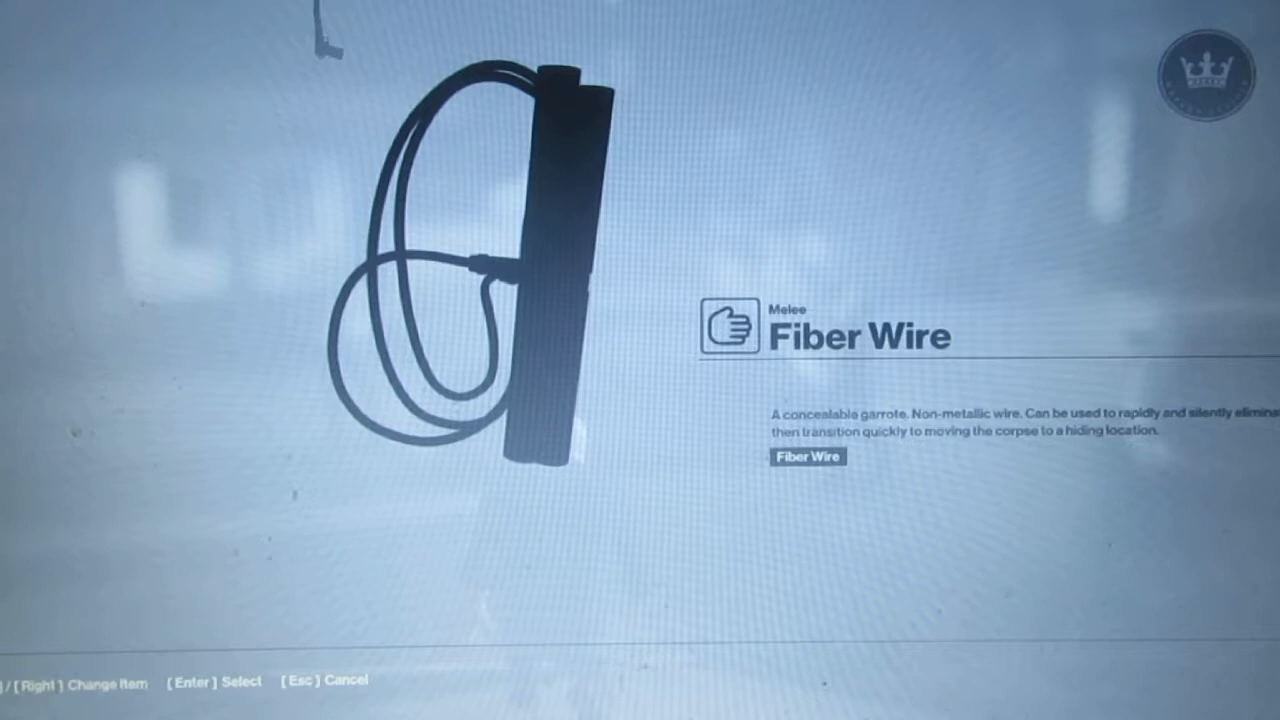 Melee
Fiber Wire
A concealable garrote. Non-metallic wire. Can be used to rapidly and silently elimina
then transition quickly to moving the corpse to a hiding location.
Fiber Wire
]/[Right] Change Item [Enter] Select [Esc] Cancel